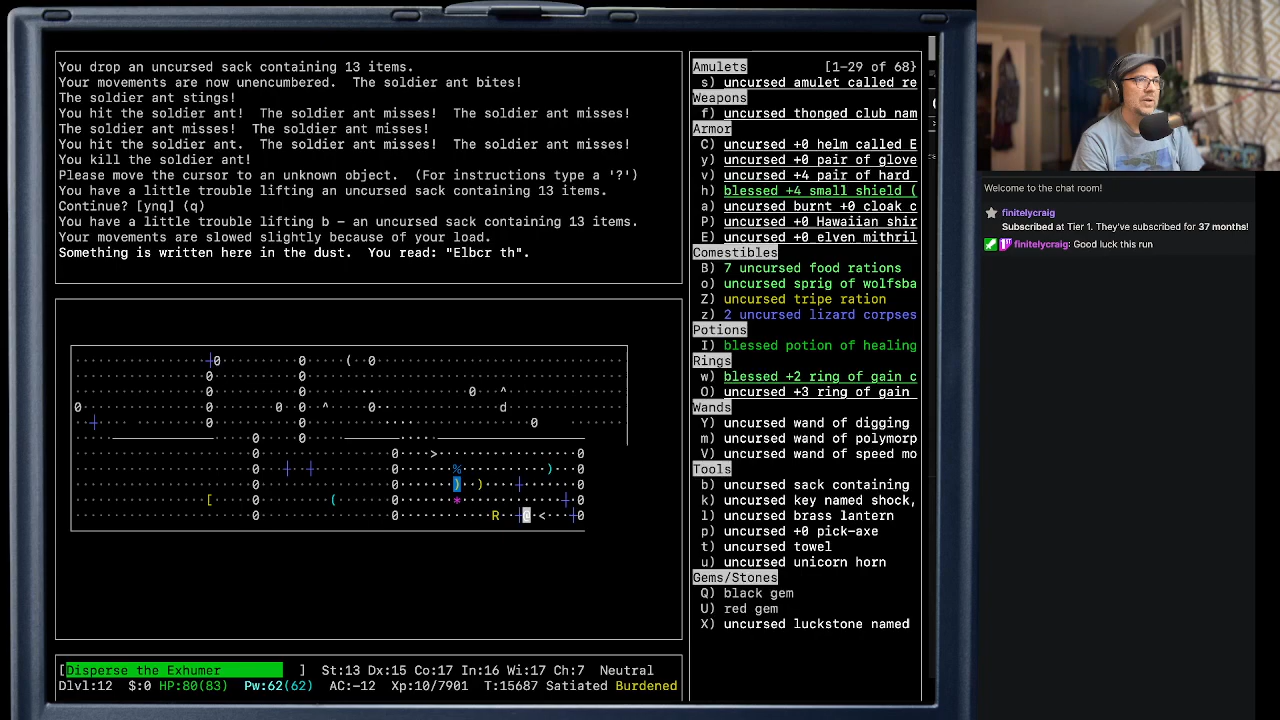 You drop an uncursed sack containing 13 items.
Your movements are now unencumbered.  The soldier ant bites!
The soldier ant stings!
You hit the soldier ant!  The soldier ant misses!  The soldier ant misses!
The soldier ant misses!  The soldier ant misses!
You hit the soldier ant.  The soldier ant misses!  The soldier ant misses!
You kill the soldier ant!
Please move the cursor to an unknown object.  (For instructions type a '?')
You have a little trouble lifting an uncursed sack containing 13 items.
Continue? [ynq] (q)
You have a little trouble lifting b - an uncursed sack containing 13 items.
Your movements are slowed slightly because of your load.
Something is written here in the dust.  You read: "Elbcr th".
[Disperse the Exhumer ] St:13 Dx:15 Co:17 In:16 Wi:17 Ch:7 Neutral
Dlvl:12 $:0 HP:80(83) Pw:62(62) AC:-12 Xp:10/7901 T:15687 Satiated Burdened
Amulets [1-29 of 68}
s) uncursed amulet called re
Weapons
f) uncursed thonged club nam
Armor
C) uncursed +0 helm called E
y) uncursed +0 pair of glove
v) uncursed +4 pair of hard
h) blessed +4 small shield (
a) uncursed burnt +0 cloak c
P) uncursed +0 Hawaiian shir
E) uncursed +0 elven mithril
Comestibles
B) 7 uncursed food rations
o) uncursed sprig of wolfsba
Z) uncursed tripe ration
z) 2 uncursed lizard corpses
Potions
I) blessed potion of healing
Rings
w) blessed +2 ring of gain c
O) uncursed +3 ring of gain
Wands
Y) uncursed wand of digging
m) uncursed wand of polymorp
V) uncursed wand of speed mo
Tools
b) uncursed sack containing
k) uncursed key named shock,
l) uncursed brass lantern
p) uncursed +0 pick-axe
t) uncursed towel
u) uncursed unicorn horn
Gems/Stones
Q) black gem
U) red gem
X) uncursed luckstone named
Welcome to the chat room!
finitelycraig
Subscribed at Tier 1. They've subscribed for 37 months!
finitelycraig: Good luck this run